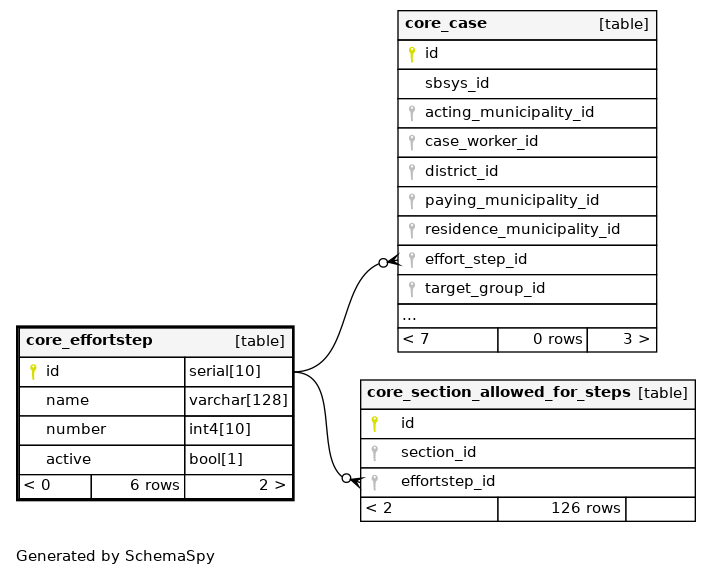 core_case [table]
id
sbsys_id
acting_municipality_id
case_worker_id
district_id
paying_municipality_id
residence_municipality_id
effort_step_id
target_group_id
...
< 7 0 rows 3 >
core_effortstep [table]
id serial[10]
name varchar[128]
number int4[10]
active bool[1]
< 0 6 rows 2 >
core_section_allowed_for_steps [table]
id
section_id
effortstep_id
< 2 126 rows
Generated by SchemaSpy